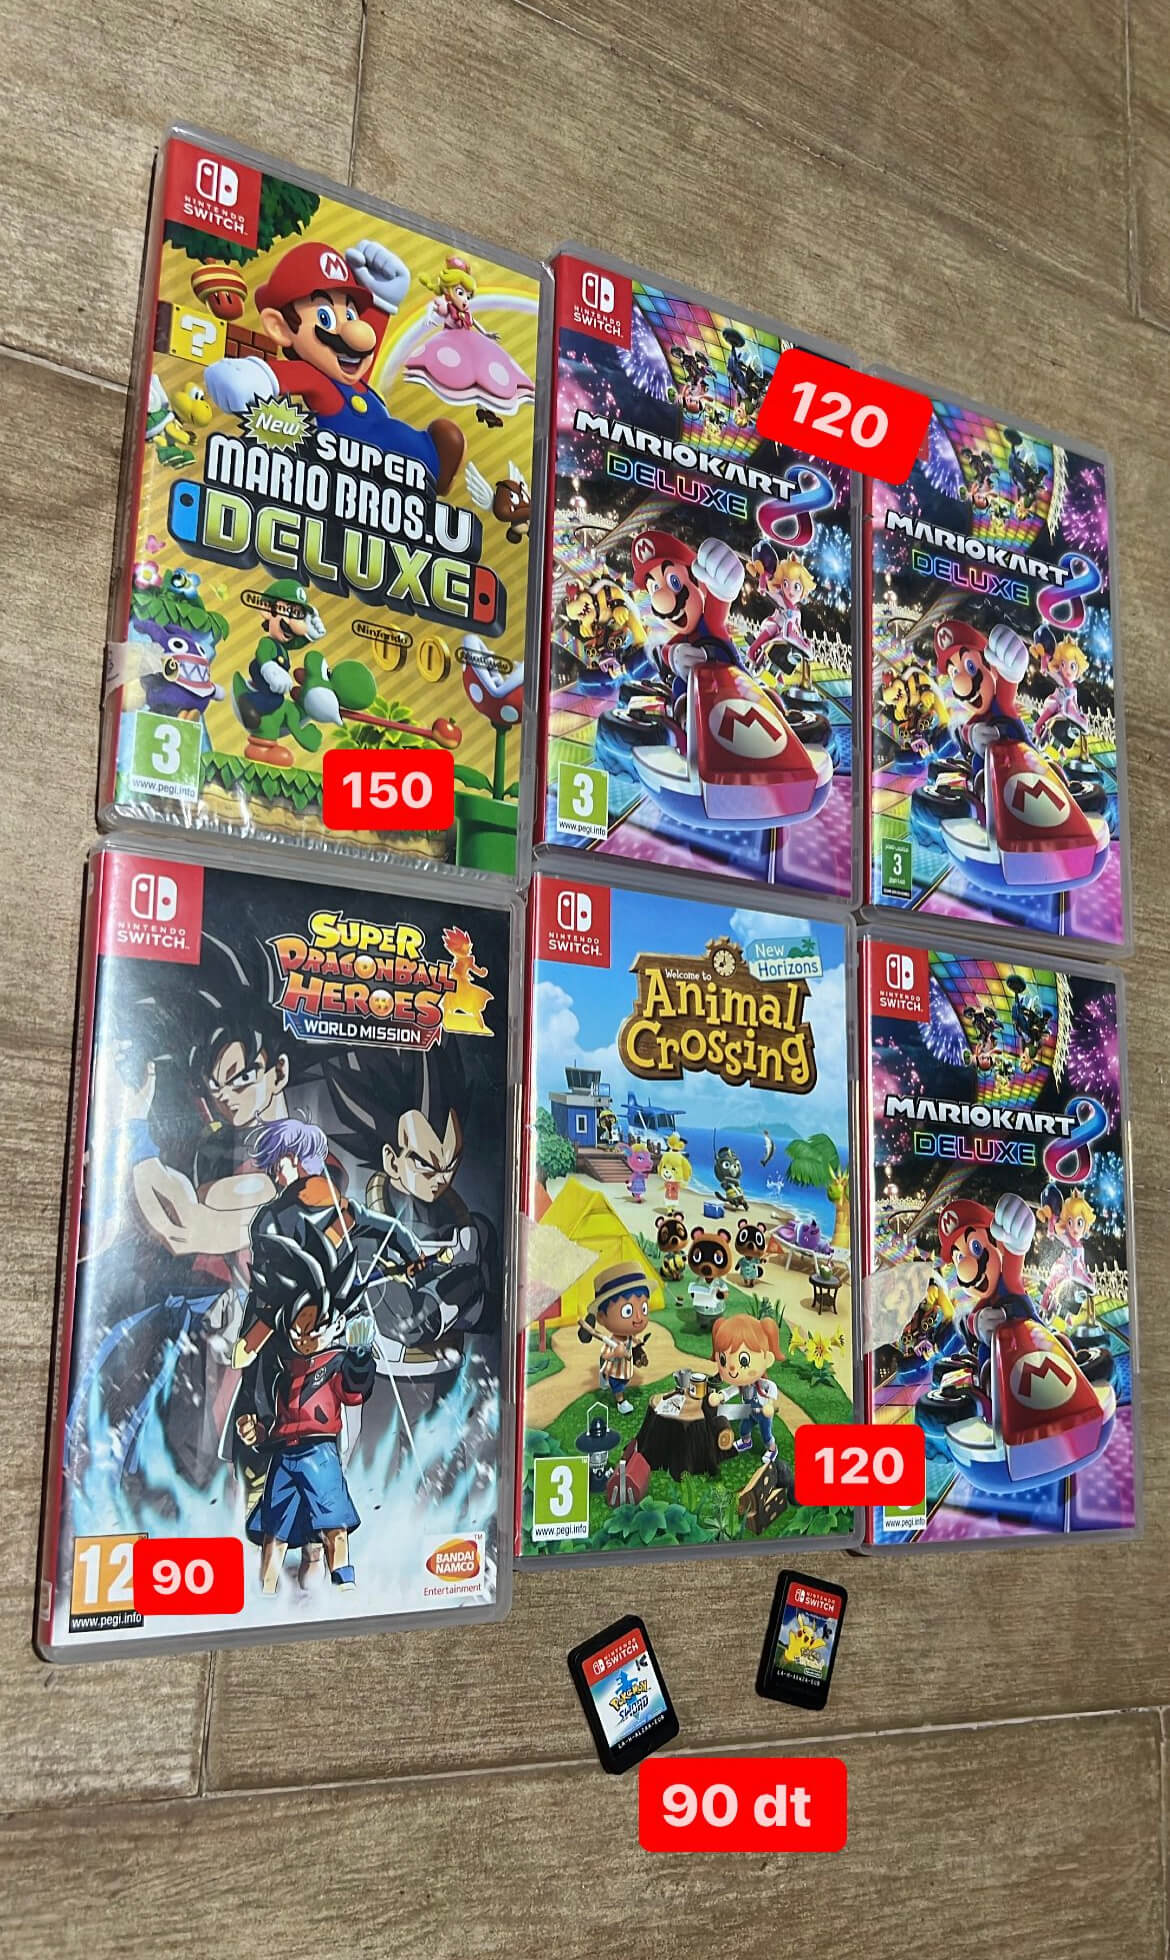 NINTENDO
SWITCH
New
SUPER
MARIO BROS.U
DELUXE
Nintendo
Nintendo
3
www.pegi.info
150
NINTENDO
SWITCH
MARIOKART 8
DELUXE
M
3
www.pegi.info
120
MARIOKART 8
DELUXE
M
3
NINTENDO
SWITCH
SUPER
DRAGONBALL
HEROES
WORLD MISSION
12
www.pegi.info
90
BANDAI
NAMCO
Entertainment
NINTENDO
SWITCH
New
Horizons
Welcome to
Animal
Crossing
3
www.pegi.info
120
NINTENDO
SWITCH
MARIOKART 8
DELUXE
M
www.pegi.info
NINTENDO
SWITCH
POKéMON
SWORD
NINTENDO
SWITCH
90 dt